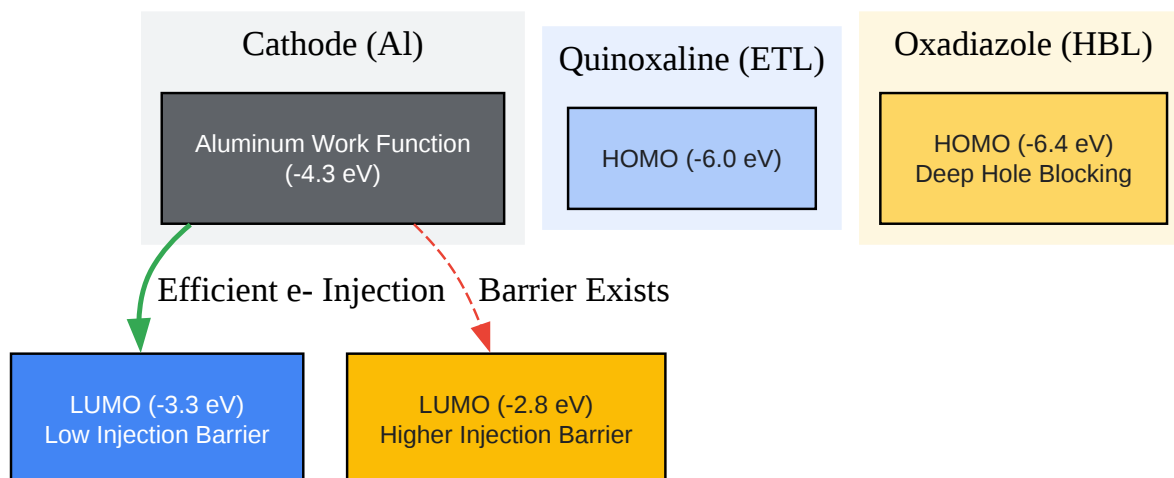 Cathode (Al)
Aluminum Work Function
(-4.3 eV)
Quinoxaline (ETL)
HOMO (-6.0 eV)
Oxadiazole (HBL)
HOMO (-6.4 eV)
Deep Hole Blocking
Efficient e- Injection
Barrier Exists
LUMO (-3.3 eV)
Low Injection Barrier
LUMO (-2.8 eV)
Higher Injection Barrier